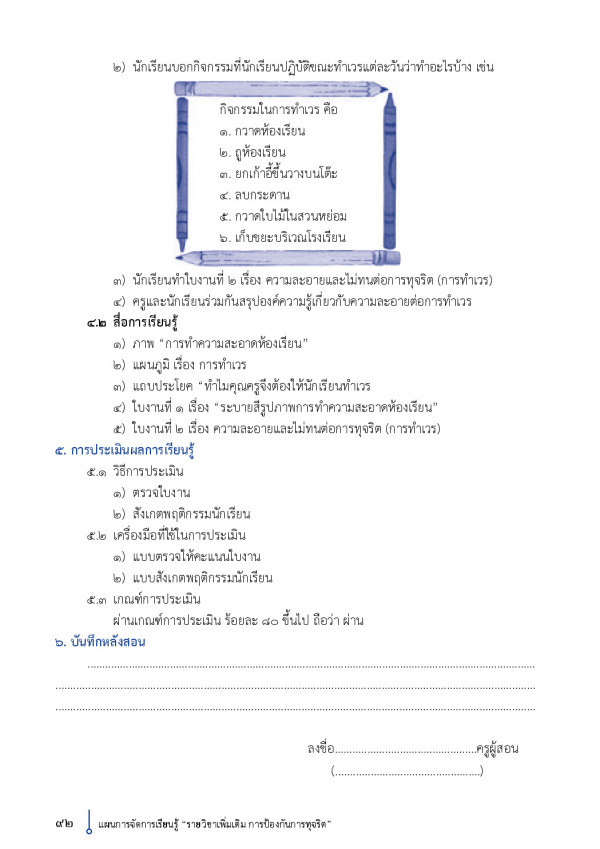 ๒) นักเรียนบอกกิจกรรมที่นักเรียนปฏิบัติขณะทำเวรแต่ละวันว่าทำอะไรบ้าง เช่น
กิจกรรมในการทำเวร คือ
๑. กวาดห้องเรียน
๒. ถูห้องเรียน
๓. ยกเก้าอี้ขึ้นวางบนโต๊ะ
๔. ลบกระดาน
๕. กวาดใบไม้ในสวนหย่อม
๖. เก็บขยะบริเวณโรงเรียน
๓) นักเรียนทำใบงานที่ ๒ เรื่อง ความละอายและไม่ทนต่อการทุจริต (การทำเวร)
๔) ครูและนักเรียนร่วมกันสรุปองค์ความรู้เกี่ยวกับความละอายต่อการทำเวร
๔.๒ สื่อการเรียนรู้
๑) ภาพ “การทำความสะอาดห้องเรียน”
๒) แผนภูมิ เรื่อง การทำเวร
๓) แถบประโยค “ทำไมคุณครูจึงต้องให้นักเรียนทำเวร
๔) ใบงานที่ ๑ เรื่อง “ระบายสีรูปภาพการทำความสะอาดห้องเรียน”
๕) ใบงานที่ ๒ เรื่อง ความละอายและไม่ทนต่อการทุจริต (การทำเวร)
๕. การประเมินผลการเรียนรู้
๕.๑ วิธีการประเมิน
๑) ตรวจใบงาน
๒) สังเกตพฤติกรรมนักเรียน
๕.๒ เครื่องมือที่ใช้ในการประเมิน
๑) แบบตรวจให้คะแนนใบงาน
๒) แบบสังเกตพฤติกรรมนักเรียน
๕.๓ เกณฑ์การประเมิน
ผ่านเกณฑ์การประเมิน ร้อยละ ๘๐ ขึ้นไป ถือว่า ผ่าน
๖. บันทึกหลังสอน
ลงชื่อ................................................ครูผู้สอน
(.................................................)
๙๒ แผนการจัดการเรียนรู้ “รายวิชาเพิ่มเติม การป้องกันการทุจริต”